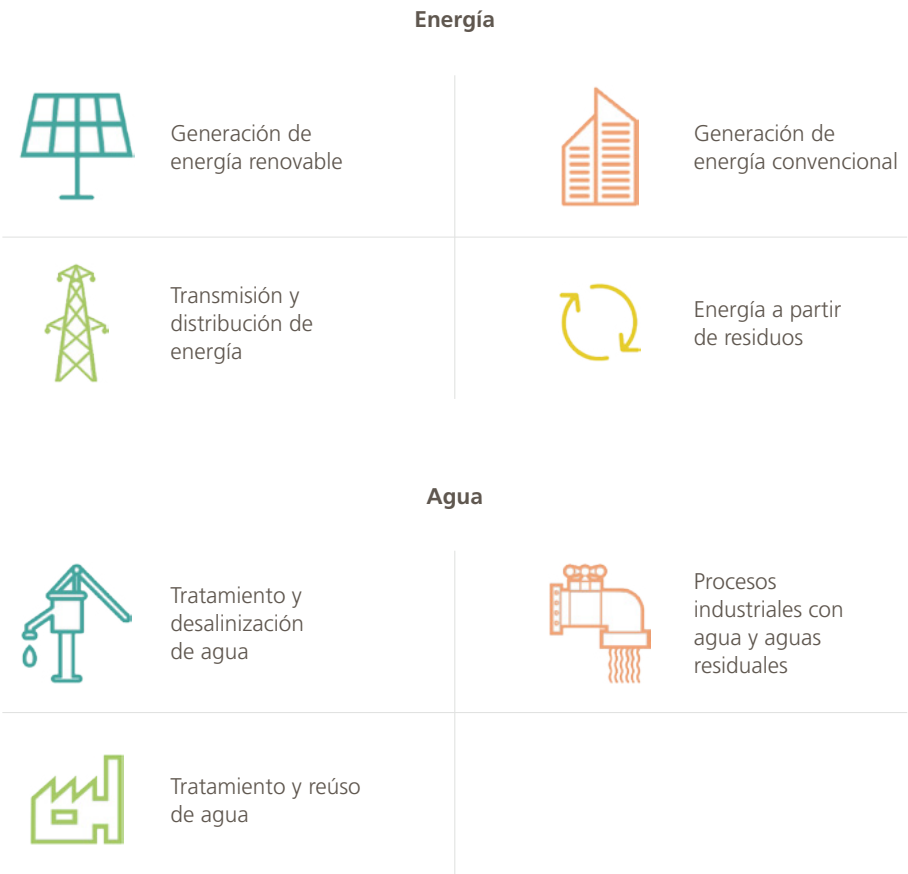 Energía
Generación de
energía renovable
Generación de
energía convencional
Transmisión y
distribución de
energía
Energía a partir
de residuos
Agua
Tratamiento y
desalinización
de agua
Procesos
industriales con
agua y aguas
residuales
Tratamiento y reúso
de agua